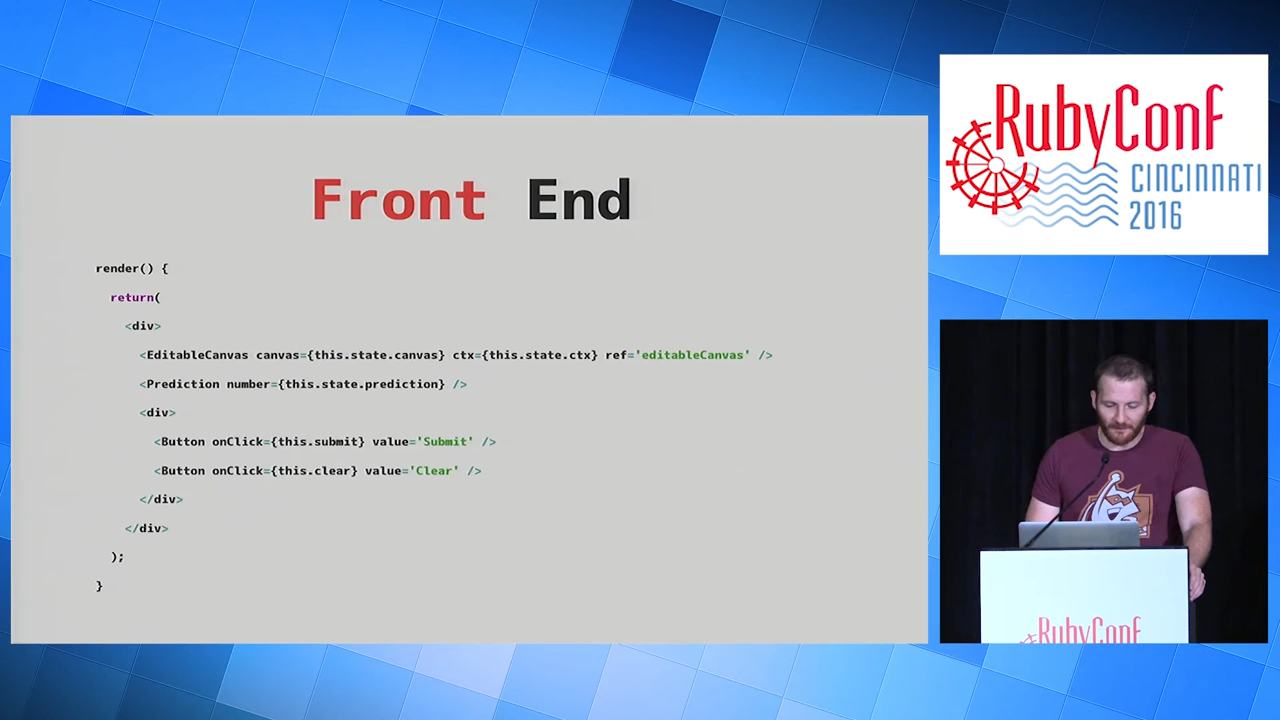 Front End
render() {
return(
<div>
<EditableCanvas canvas={this.state.canvas} ctx={this.state.ctx} ref='editableCanvas' />
<Prediction number={this.state.prediction} />
<div>
<Button onClick={this.submit} value='Submit' />
<Button onClick={this.clear} value='Clear' />
</div>
</div>
);
}
RubyConf
CINCINNATI
2016
RubyConf